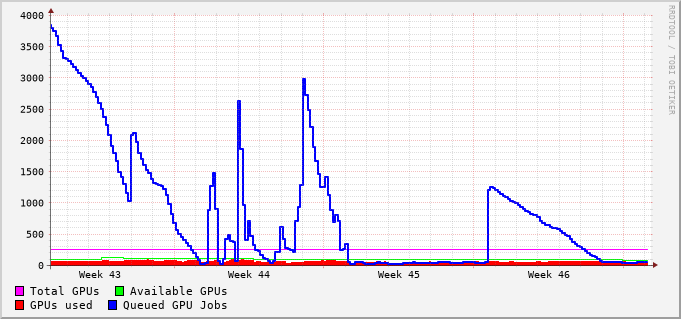 4000
3500
3000
2500
2000
1500
1000
500
0
Week 43 Week 44 Week 45 Week 46
Total GPUs Available GPUs
GPUs used Queued GPU Jobs
RRDTOOL / TOBI OETIKER